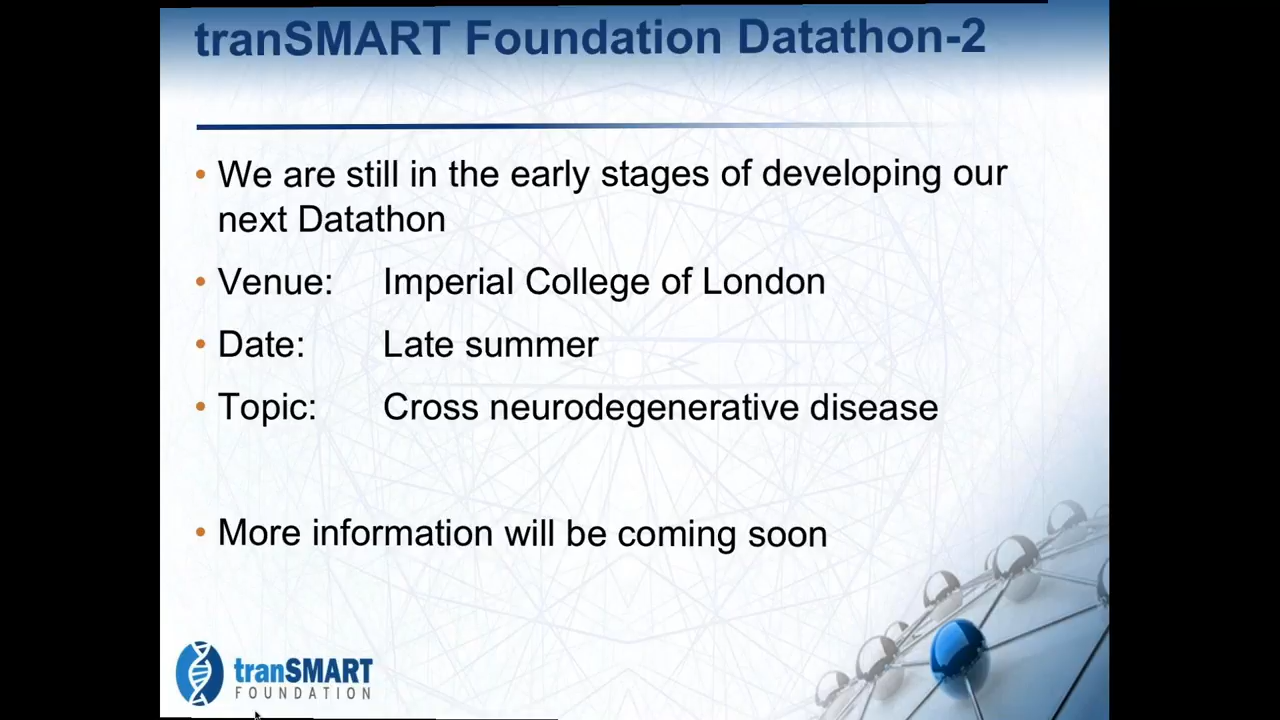 tranSMART Foundation Datathon-2
• We are still in the early stages of developing our
next Datathon
• Venue: Imperial College of London
• Date: Late summer
• Topic: Cross neurodegenerative disease
• More information will be coming soon
tranSMART
FOUNDATION